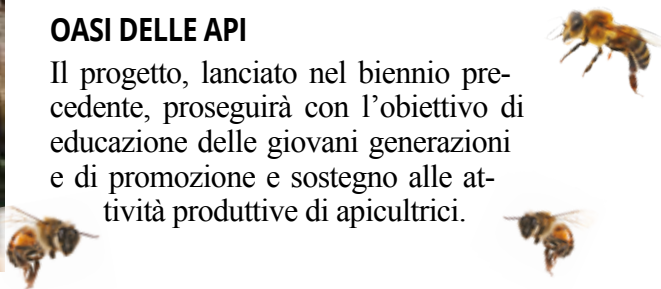 OASI DELLE API
Il progetto, lanciato nel biennio pre-
cedente, proseguirà con l’obiettivo di
educazione delle giovani generazioni
e di promozione e sostegno alle at-
tività produttive di apicultrici.